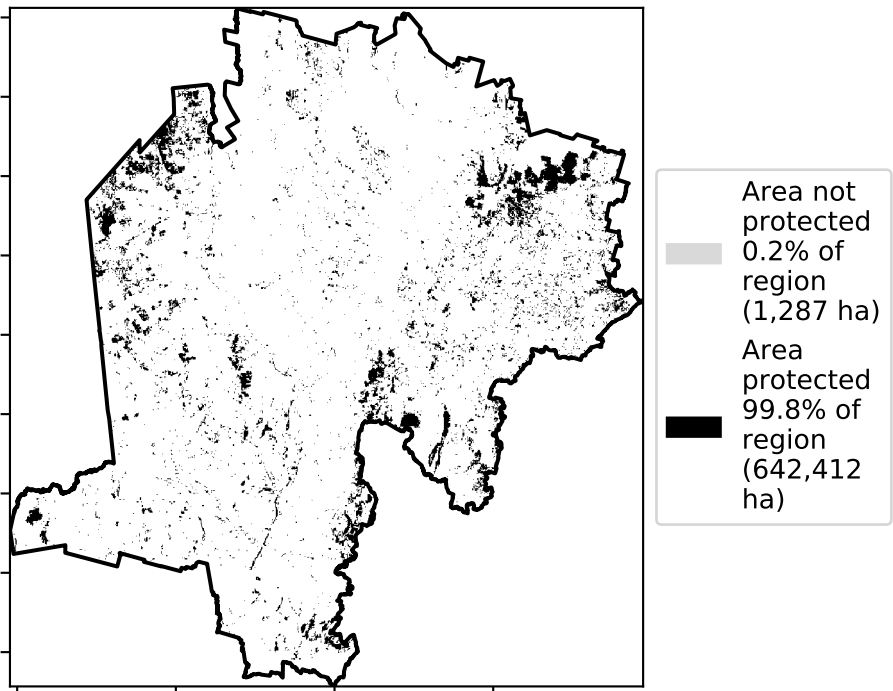 Area not
protected
0.2% of
region
(1,287 ha)
Area
protected
99.8% of
region
(642,412
ha)